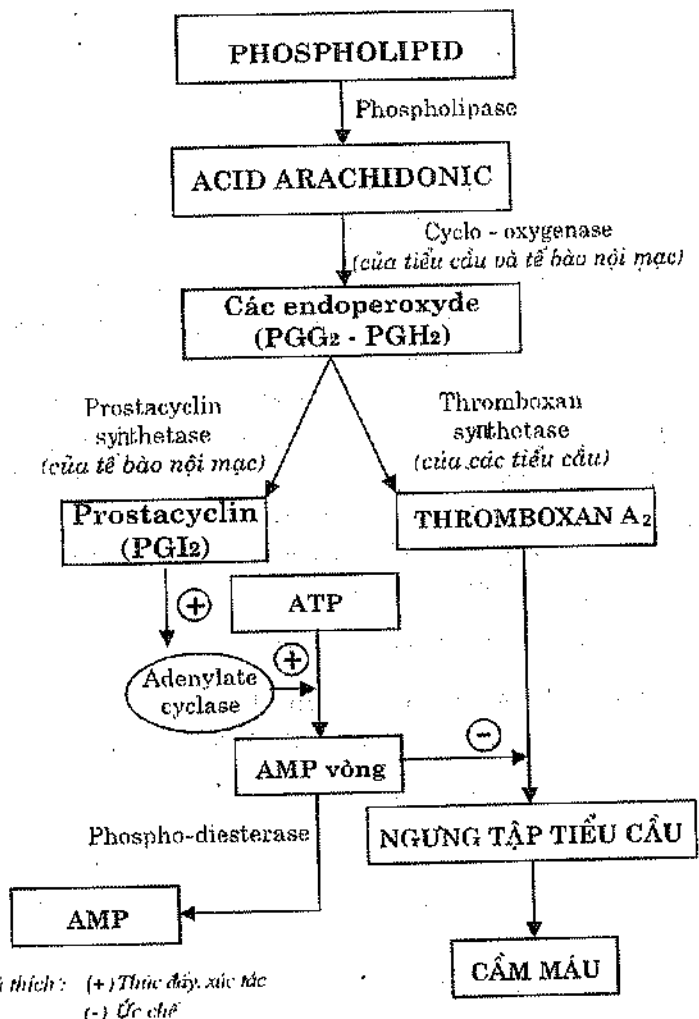 PHOSPHOLIPID
Phospholipase
ACID ARACHIDONIC
Cyclo - oxygenase
(của tiểu cầu và tế bào nội mạc)
Các endoperoxyde
(PGG2 - PGH2)
Prostacyclin
synthetase
(của tế bào nội mạc)
Thromboxan
synthetase
(của các tiểu cầu)
Prostacyclin
(PGI2)
THROMBOXAN A2
+
ATP
+
Adenylate
cyclase
AMP vòng
-
Phospho-diesterase
NGƯNG TẬP TIỂU CẦU
AMP
CẦM MÁU
thích : (+) Thúc đẩy, xúc tác
(-) Ức chế